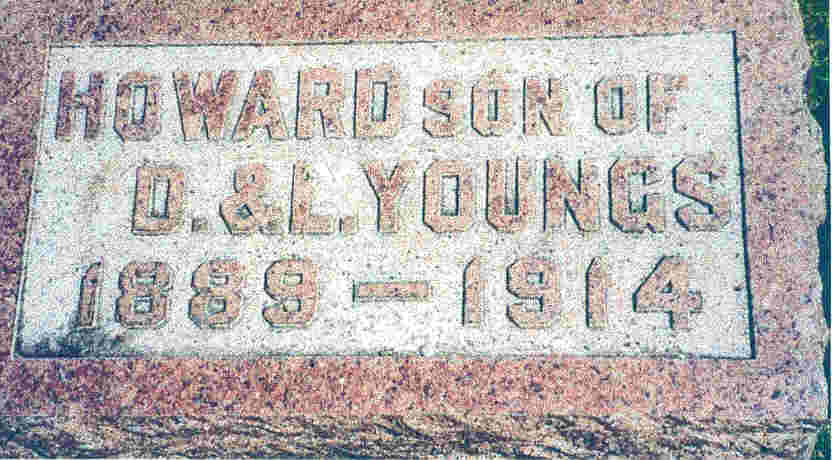 HOWARD SON OF
D. & L. YOUNGS
1889 — 1914